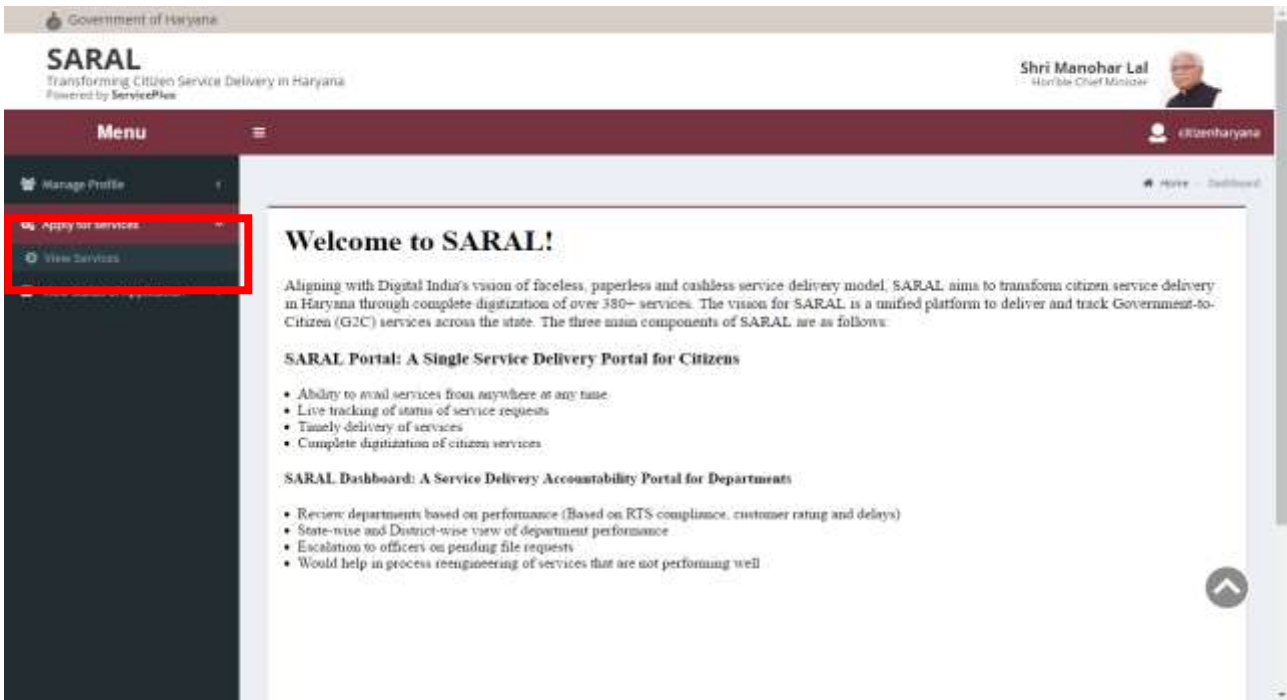 Government of Haryana
SARAL
Transforming Citizen Service Delivery in Haryana
Powered by ServicePlus
Shri Manohar Lal
Hon'ble Chief Minister
Menu
citizenharyana
Manage Profile
Home
Dashboard
Apply for Services
View Services
Welcome to SARAL!
Aligning with Digital India's vision of faceless, paperless and cashless service delivery model, SARAL aims to transform citizen service delivery
in Haryana through complete digitization of over 380+ services. The vision for SARAL is a unified platform to deliver and track Government-to-
Citizen (G2C) services across the state. The three main components of SARAL are as follows:
SARAL Portal: A Single Service Delivery Portal for Citizens
• Ability to avail services from anywhere at any time
• Live tracking of status of service requests
• Timely delivery of services
• Complete digitization of citizen services
SARAL Dashboard: A Service Delivery Accountability Portal for Departments
• Review departments based on performance (Based on RTS compliance, customer rating and delays)
• State-wise and District-wise view of department performance
• Escalation to officers on pending file requests
• Would help in process reengineering of services that are not performing well